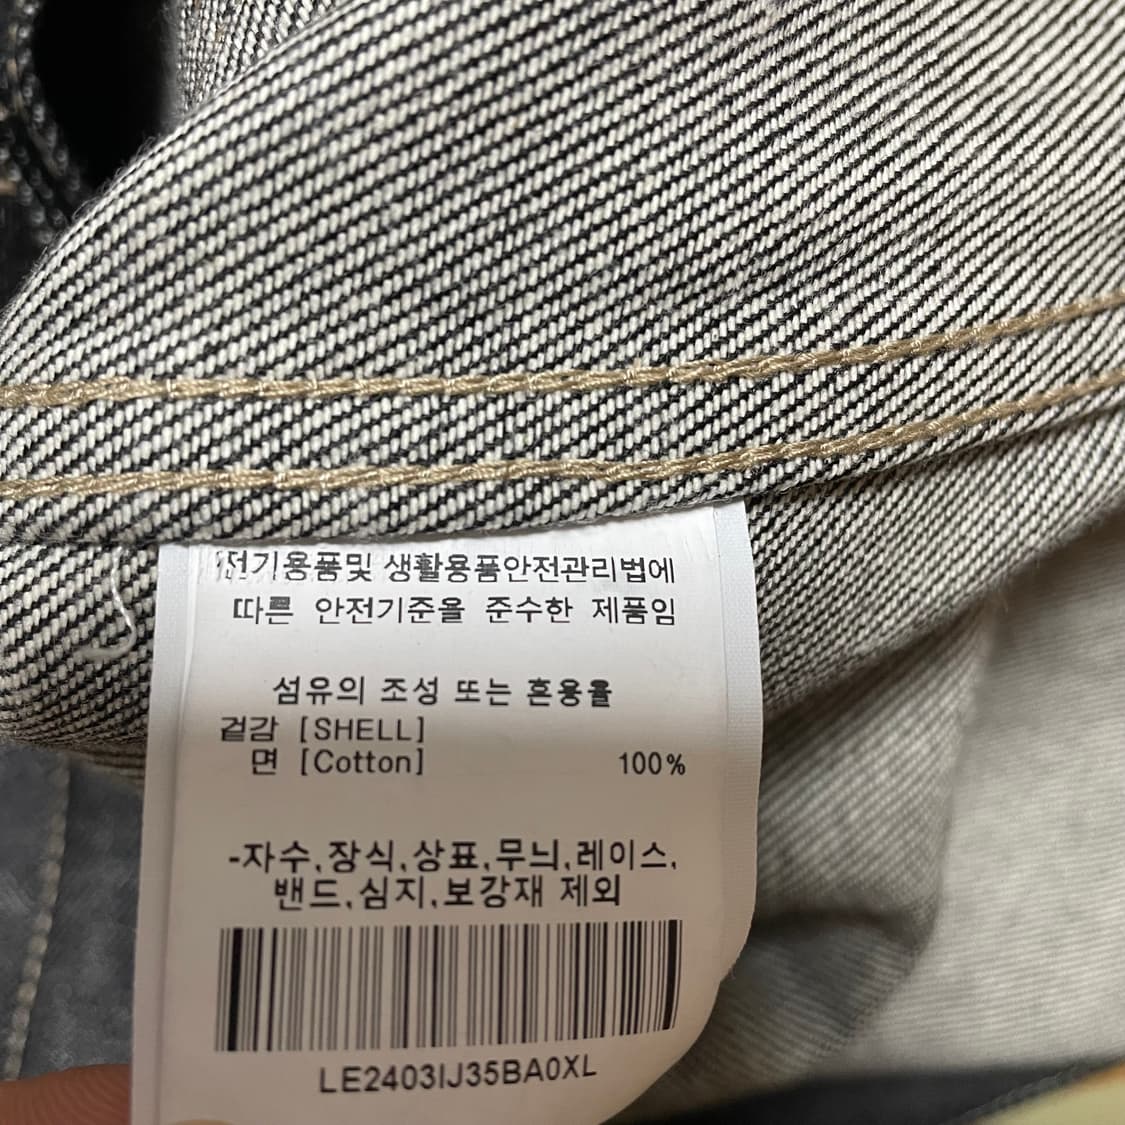 전기용품및 생활용품안전관리법에
따른 안전기준을 준수한 제품임
섬유의 조성 또는 혼용율
겉감 [SHELL]
면 [Cotton] 100%
-자수,장식,상표,무늬,레이스,
밴드,심지,보강재 제외
LE2403IJ35BA0XL